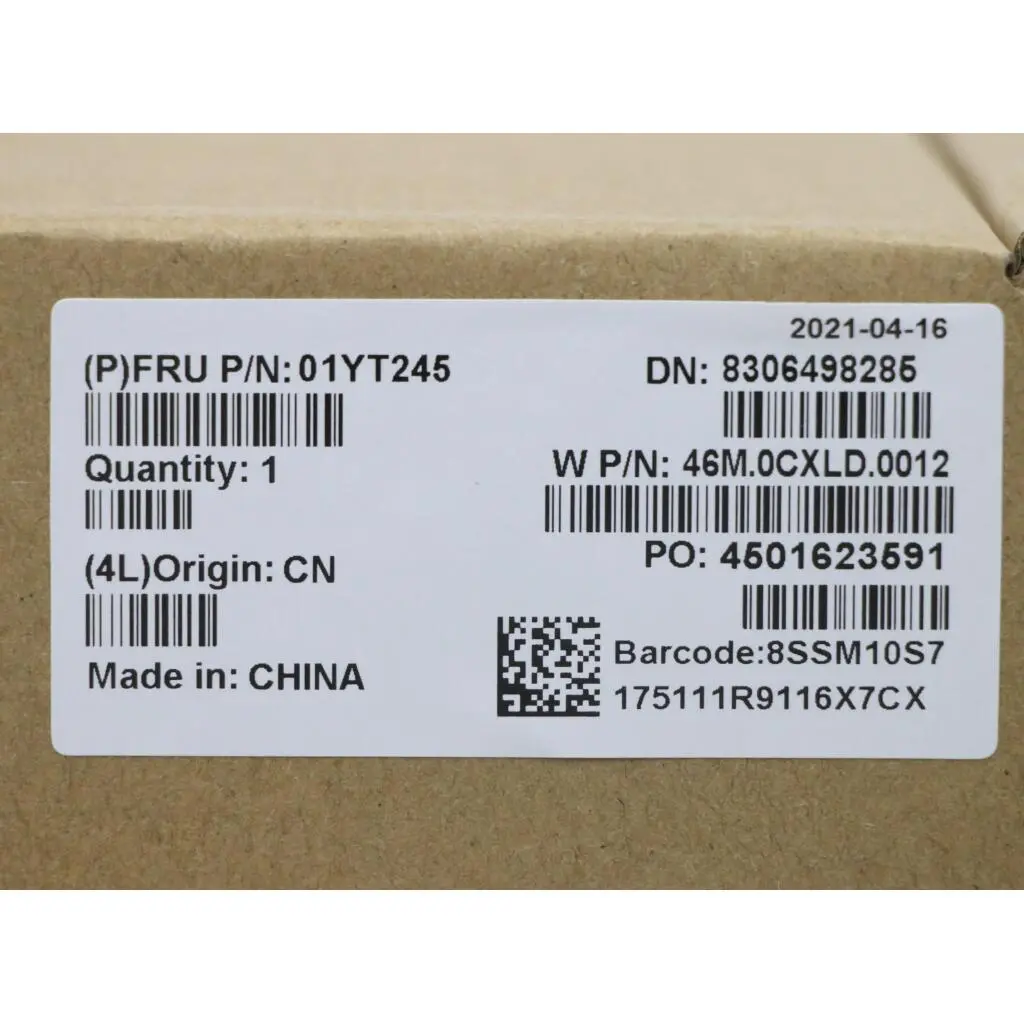 2021-04-16
(P)FRU P/N: 01YT245
DN: 8306498285
Quantity: 1
W P/N: 46M.0CXLD.0012
PO: 4501623591
(4L)Origin: CN
Made in: CHINA
Barcode:8SSM10S7
175111R9116X7CX